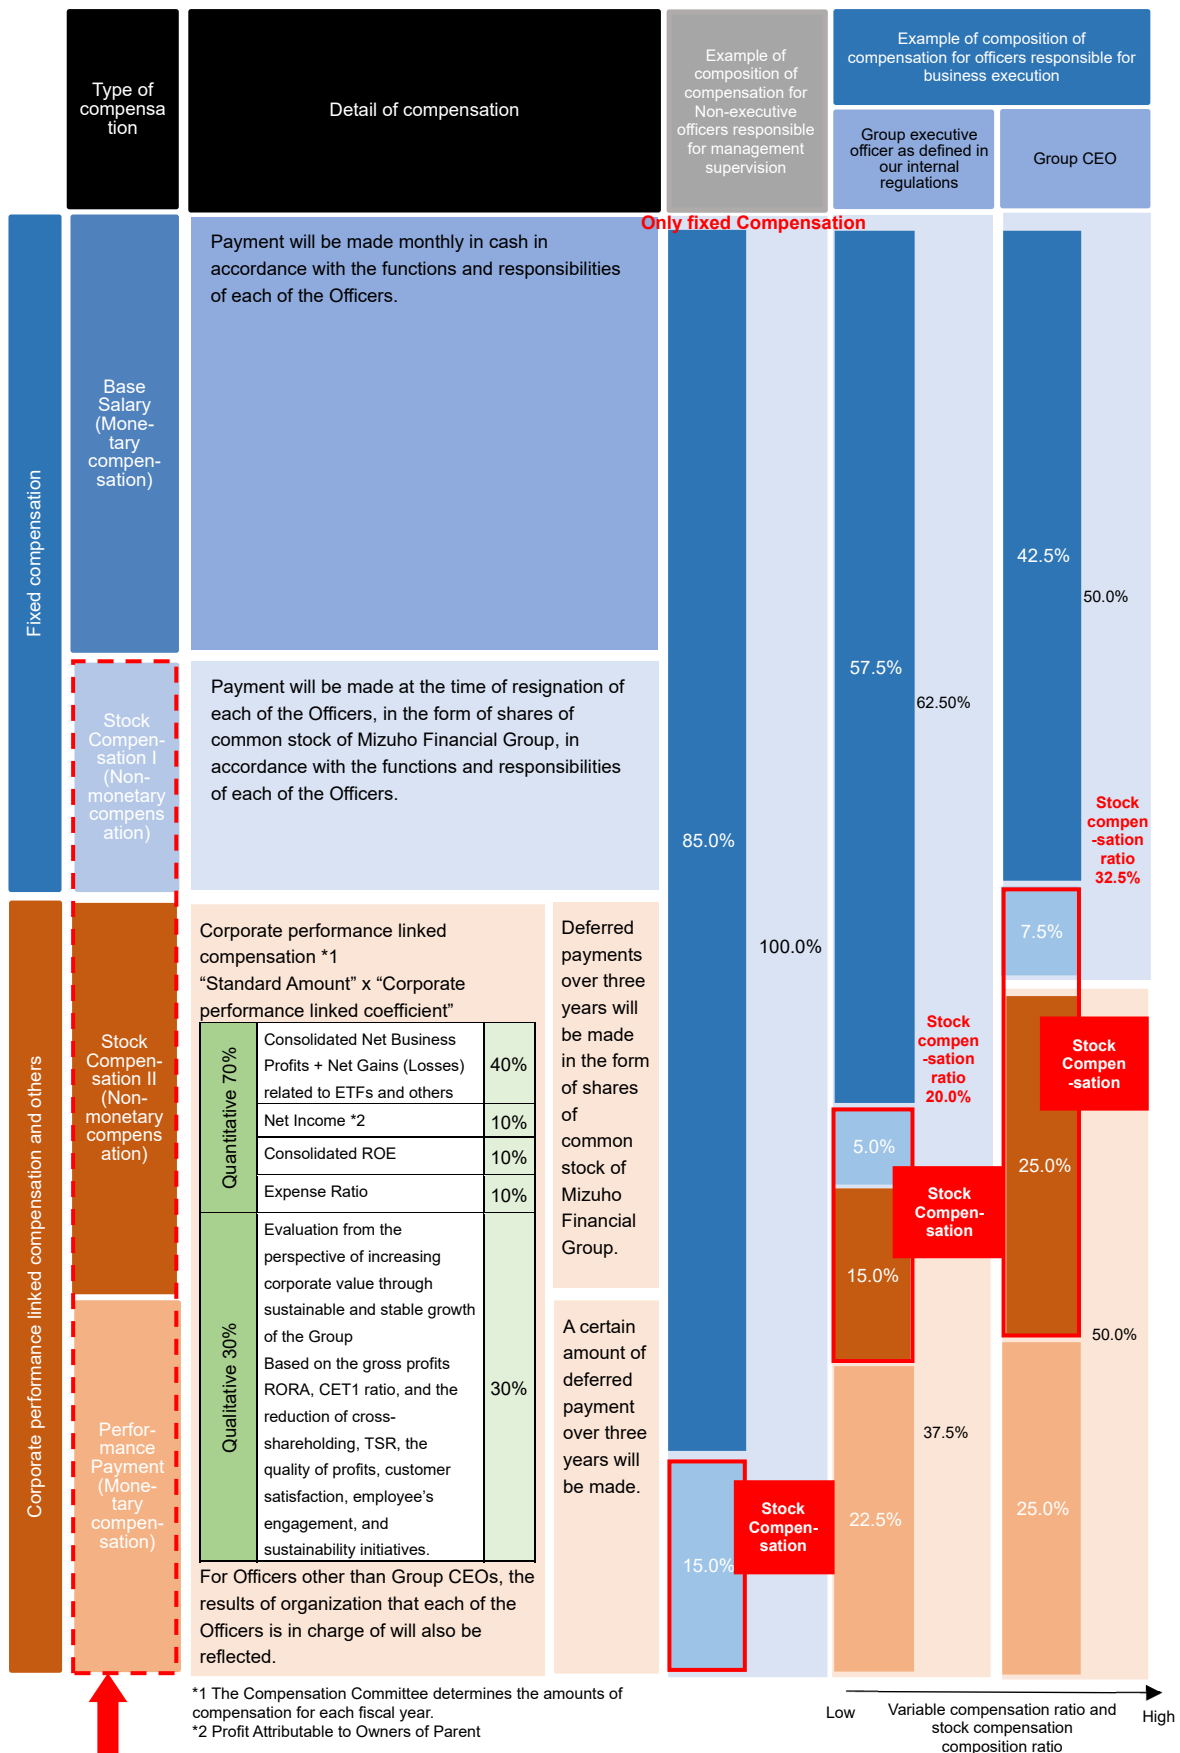 Type of
compensa
tion
Detail of compensation
Example of
composition of
compensation for
Non-executive
officers responsible
for management
supervision
Example of composition of
compensation for officers responsible for
business execution
Group executive
officer as defined in
our internal
regulations
Group CEO
Only fixed Compensation
Fixed compensation
Base
Salary
(Mone-
tary
compen-
sation)
Payment will be made monthly in cash in
accordance with the functions and responsibilities
of each of the Officers.
Stock
Compen-
sation I
(Non-
monetary
compens
ation)
Payment will be made at the time of resignation of
each of the Officers, in the form of shares of
common stock of Mizuho Financial Group, in
accordance with the functions and responsibilities
of each of the Officers.
Corporate performance linked compensation and others
Stock
Compen-
sation II
(Non-
monetary
compens
ation)
Perfor-
mance
Payment
(Mone-
tary
compen-
sation)
Corporate performance linked
compensation *1
“Standard Amount” x “Corporate
performance linked coefficient”
Quantitative 70%
Consolidated Net Business
Profits + Net Gains (Losses)
related to ETFs and others
40%
Net Income *2
10%
Consolidated ROE
10%
Expense Ratio
10%
Qualitative 30%
Evaluation from the
perspective of increasing
corporate value through
sustainable and stable growth
of the Group
Based on the gross profits
RORA, CET1 ratio, and the
reduction of cross-
shareholding, TSR, the
quality of profits, customer
satisfaction, employee’s
engagement, and
sustainability initiatives.
30%
For Officers other than Group CEOs, the
results of organization that each of the
Officers is in charge of will also be
reflected.
Deferred
payments
over three
years will
be made
in the form
of shares
of
common
stock of
Mizuho
Financial
Group.
A certain
amount of
deferred
payment
over three
years will
be made.
85.0%
100.0%
15.0%
Stock
Compen-
sation
57.5%
62.50%
Stock
compen
-sation
ratio
20.0%
5.0%
15.0%
Stock
Compen-
sation
37.5%
22.5%
42.5%
50.0%
Stock
compen
-sation
ratio
32.5%
7.5%
Stock
Compen
-sation
25.0%
50.0%
25.0%
*1 The Compensation Committee determines the amounts of
compensation for each fiscal year.
*2 Profit Attributable to Owners of Parent
Low
Variable compensation ratio and
stock compensation
composition ratio
High